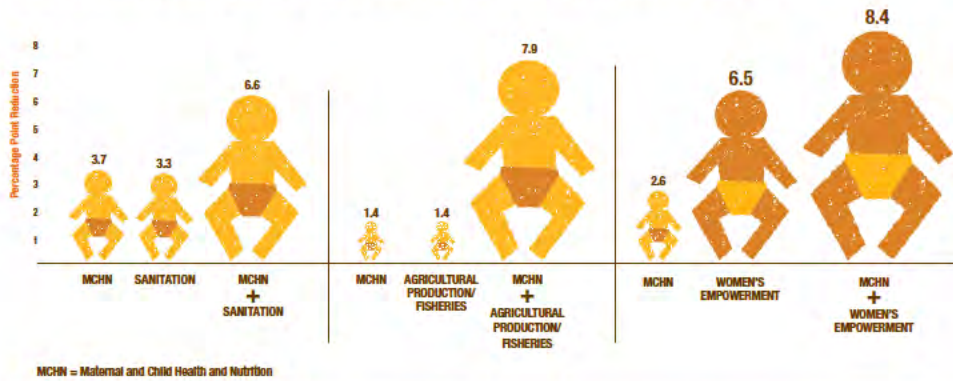 Percentage Point Reduction
8
7
6
5
4
3
2
1
3.7
3.3
6.6
1.4
1.4
7.9
2.6
6.5
8.4
MCHN
SANITATION
MCHN
+
SANITATION
MCHN
AGRICULTURAL
PRODUCTION/
FISHERIES
MCHN
+
AGRICULTURAL
PRODUCTION/
FISHERIES
MCHN
WOMEN'S
EMPOWERMENT
MCHN
+
WOMEN'S
EMPOWERMENT
MCHN = Maternal and Child Health and Nutrition